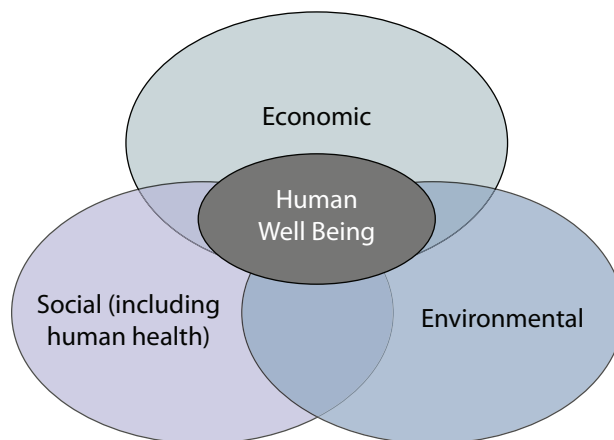 Economic
Human
Well Being
Social (including
human health)
Environmental